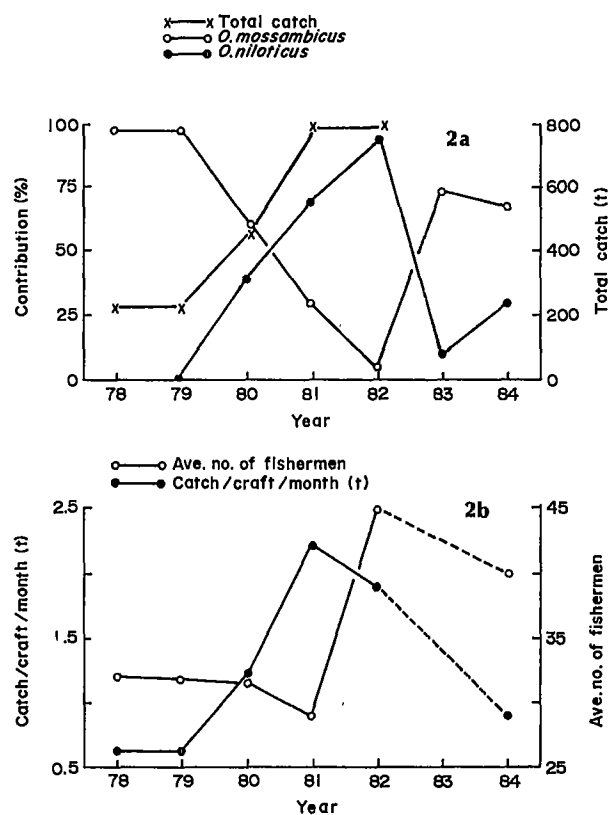 Total catch
O. mossambicus
O. niloticus
2a
100
75
50
25
0
Contribution (%)
800
600
400
200
0
Total catch (t)
78 79 80 81 82 83 84
Year
Ave. no. of fishermen
Catch/craft/month (t)
2b
2.5
1.5
0.5
Catch/craft/month (t)
45
35
25
Ave. no. of fishermen
78 79 80 81 82 83 84
Year